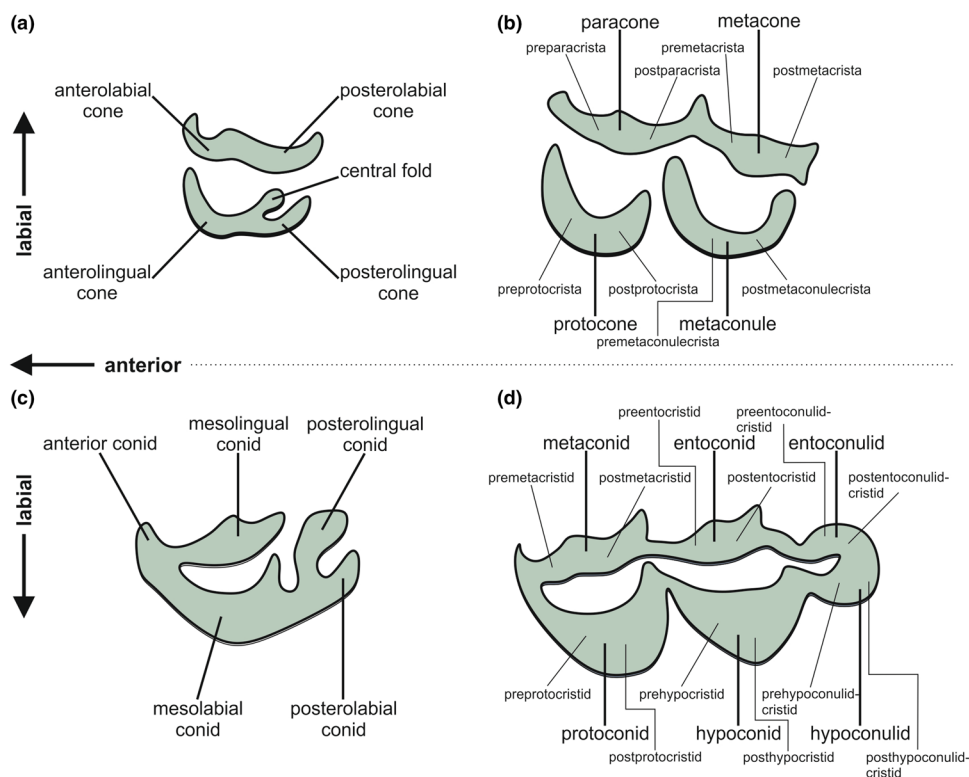 (a)
anterolabial
cone
posterolabial
cone
central fold
labial
anterolingual
cone
posterolingual
cone
(b)
paracone
metacone
preparacrista
premetacrista
postparacrista
postmetacrista
preprotocrista
postprotocrista
postmetaconulecrista
protocone
metaconule
premetaconulecrista
anterior
(c)
anterior conid
mesolingual
conid
posterolingual
conid
labial
mesolabial
conid
posterolabial
conid
(d)
preentocristid
preentoconulid-
cristid
metaconid
entoconid
entoconulid
premetacristid
postmetacristid
postentocristid
postentoconulid-
cristid
preprotocristid
prehypocristid
prehypoconulid-
cristid
protoconid
hypoconid
hypoconulid
postprotocristid
posthypocristid
posthypoconulid-
cristid